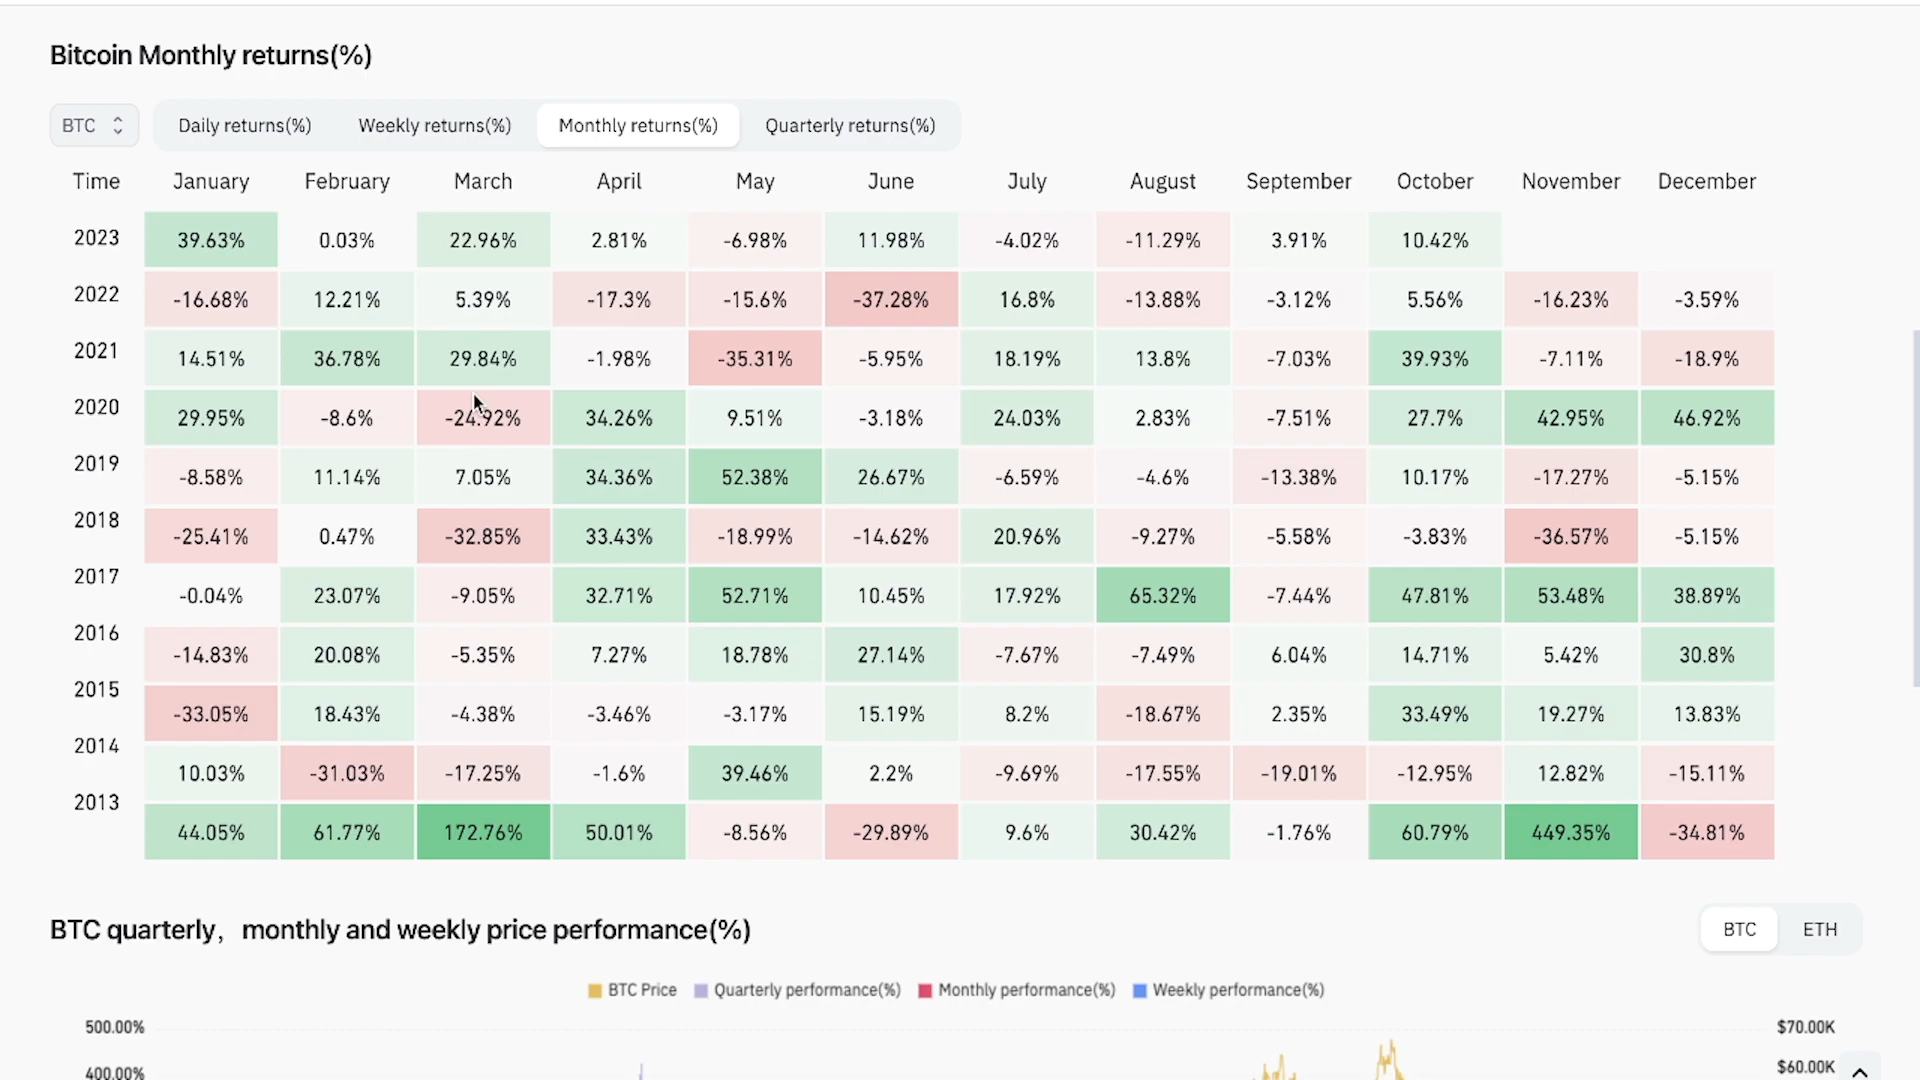 Bitcoin Monthly returns(%)
BTC Daily returns(%) Weekly returns(%) Monthly returns(%) Quarterly returns(%)
Time January February March April May June July August September October November December
2023 39.63% 0.03% 22.96% 2.81% -6.98% 11.98% -4.02% -11.29% 3.91% 10.42%
2022 -16.68% 12.21% 5.39% -17.3% -15.6% -37.28% 16.8% -13.88% -3.12% 5.56% -16.23% -3.59%
2021 14.51% 36.78% 29.84% -1.98% -35.31% -5.95% 18.19% 13.8% -7.03% 39.93% -7.11% -18.9%
2020 29.95% -8.6% -24.92% 34.26% 9.51% -3.18% 24.03% 2.83% -7.51% 27.7% 42.95% 46.92%
2019 -8.58% 11.14% 7.05% 34.36% 52.38% 26.67% -6.59% -4.6% -13.38% 10.17% -17.27% -5.15%
2018 -25.41% 0.47% -32.85% 33.43% -18.99% -14.62% 20.96% -9.27% -5.58% -3.83% -36.57% -5.15%
2017 -0.04% 23.07% -9.05% 32.71% 52.71% 10.45% 17.92% 65.32% -7.44% 47.81% 53.48% 38.89%
2016 -14.83% 20.08% -5.35% 7.27% 18.78% 27.14% -7.67% -7.49% 6.04% 14.71% 5.42% 30.8%
2015 -33.05% 18.43% -4.38% -3.46% -3.17% 15.19% 8.2% -18.67% 2.35% 33.49% 19.27% 13.83%
2014 10.03% -31.03% -17.25% -1.6% 39.46% 2.2% -9.69% -17.55% -19.01% -12.95% 12.82% -15.11%
2013 44.05% 61.77% 172.76% 50.01% -8.56% -29.89% 9.6% 30.42% -1.76% 60.79% 449.35% -34.81%
BTC quarterly，monthly and weekly price performance(%) BTC ETH
BTC Price Quarterly performance(%) Monthly performance(%) Weekly performance(%)
500.00% $70.00K
400.00% $60.00K